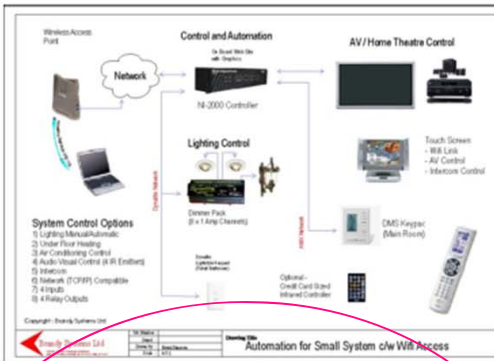 Wireless Access
Point
Control and Automation
On Board Web Site
with Graphics
AV / Home Theatre Control
Network
NI-2000 Controller
Lighting Control
Touch Screen
- Wifi Link
- AV Control
- Intercom Control
Dimmer Pack
(8 x 1 Amp Channels)
DMS Keypad
(Main Room)
System Control Options
1) Lighting Manual/Automatic
2) Under Floor Heating
3) Air Conditioning Control
4) Audio Visual Control (4 IR Emitters)
5) Intercom
6) Network (TCP/IP) Compatible
7) 4 Inputs
8) 4 Relay Outputs
Optional -
Credit Card Sized
Infrared Controller
Drawing Title
Automation for Small System c/w Wifi Access